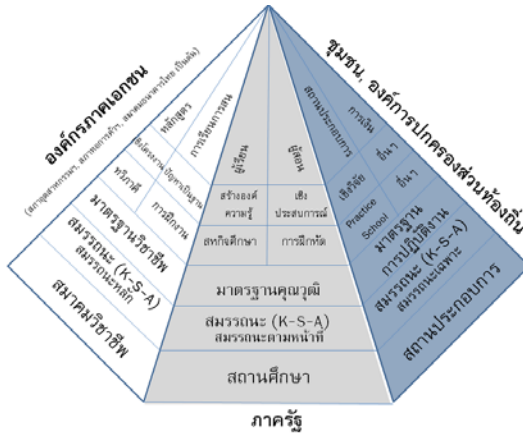 องค์กรภาคเอกชน
(สภาอุตสาหกรรมฯ, สภาหอการค้าฯ, สมาคมธนาคารไทย เป็นต้น)
หลักสูตร
การเรียนการสอน
ปัญหาเป็นฐาน
ทวิภาคี
การฝึกงาน
มาตรฐานวิชาชีพ
สมรรถนะ (K-S-A)
สมรรถนะหลัก
สมาคมวิชาชีพ
ผู้เรียน
ผู้สอน
สร้างองค์
ความรู้
เชิง
ประสบการณ์
สหกิจศึกษา
การฝึกหัด
มาตรฐานคุณวุฒิ
สมรรถนะ (K-S-A)
สมรรถนะตามหน้าที่
สถานศึกษา
ภาครัฐ
ชุมชน, องค์การปกครองส่วนท้องถิ่น
สถานประกอบการ
การเงิน
อื่นๆ
เชิงวิจัย
อื่นๆ
Practice
School
มาตรฐาน
การปฏิบัติงาน
สมรรถนะ (K-S-A)
สมรรถนะเฉพาะ
สถานประกอบการ